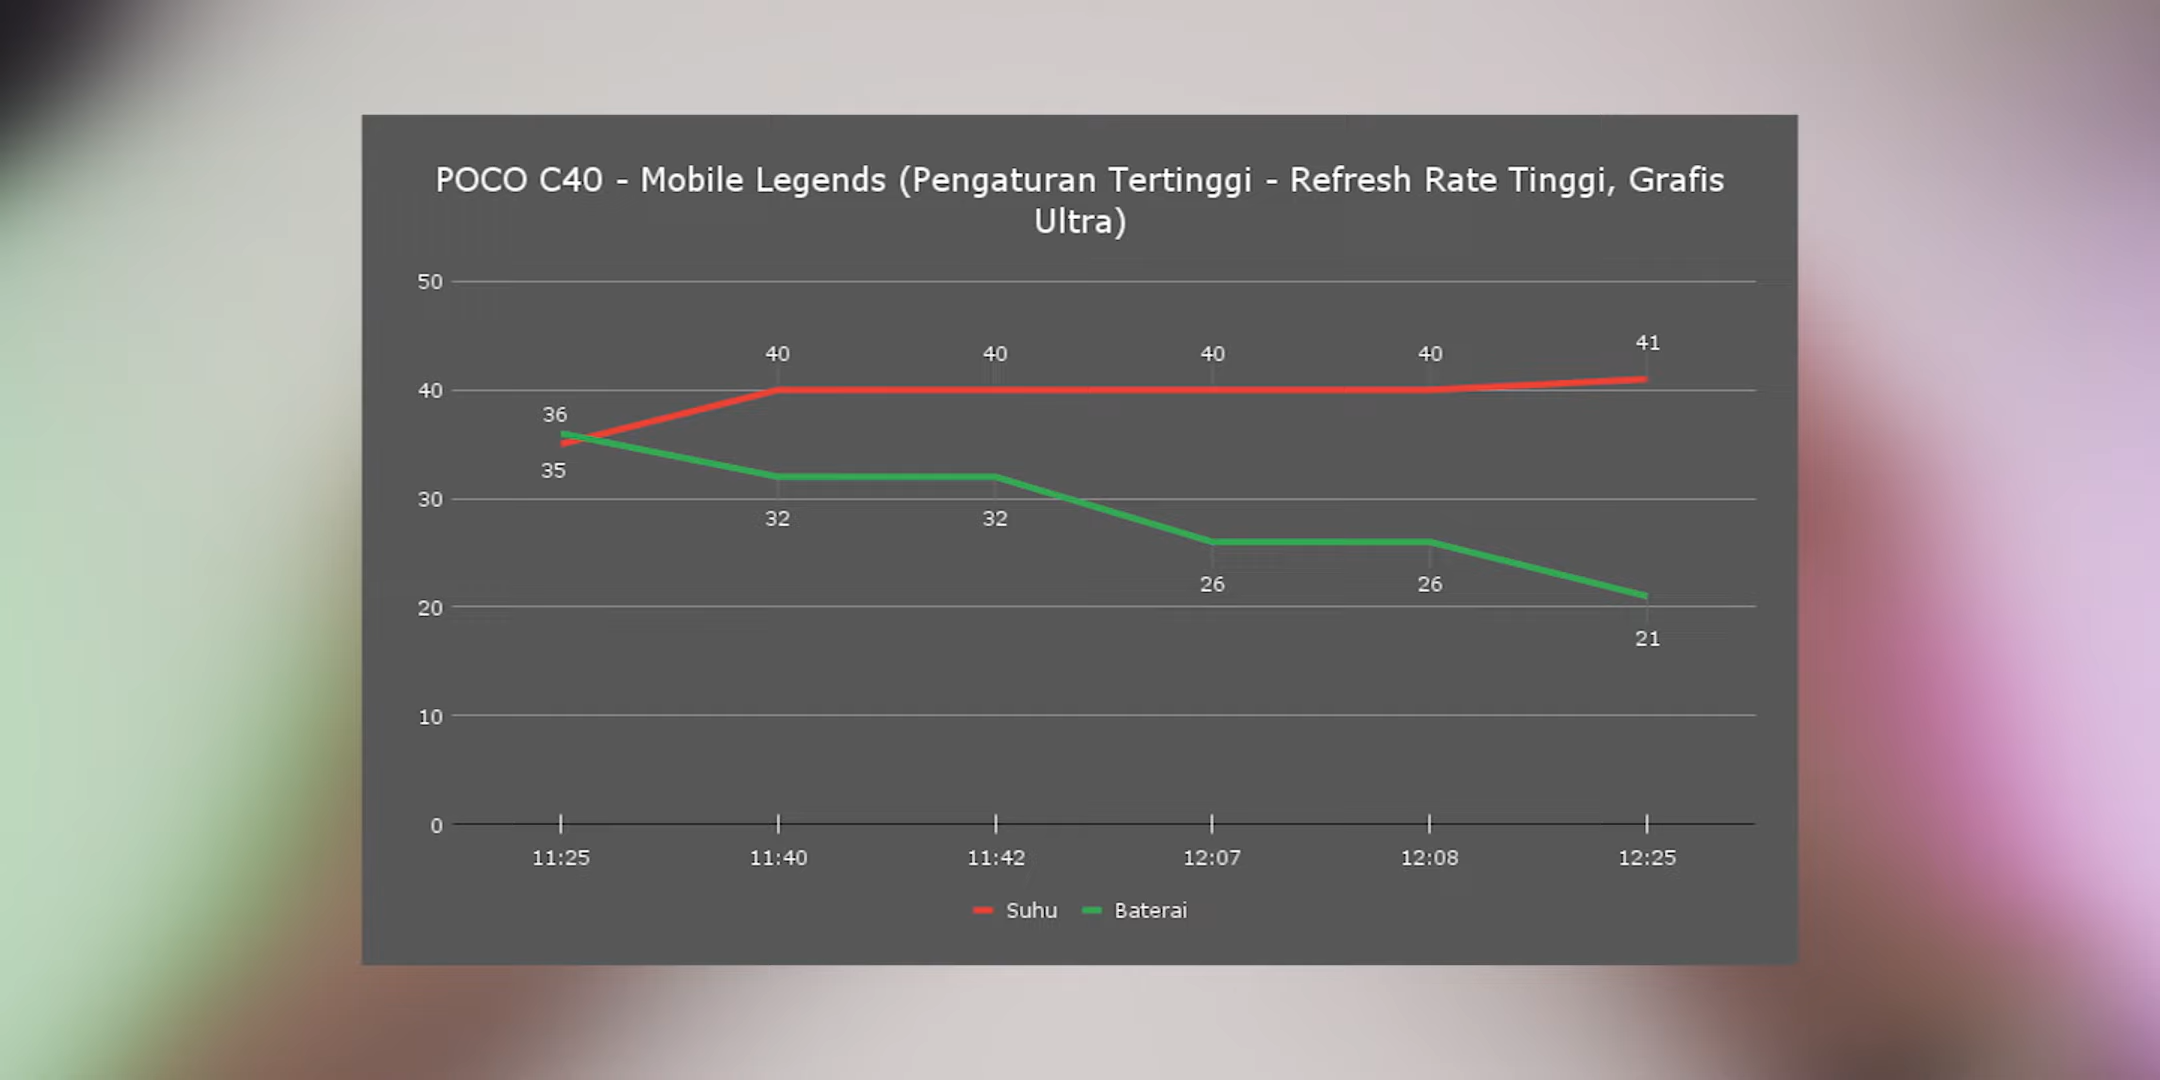 POCO C40 - Mobile Legends (Pengaturan Tertinggi - Refresh Rate Tinggi, Grafis
Ultra)
50
41
40 40 40 40
40
36
35
30
32 32
26 26
20
21
10
0
11:25 11:40 11:42 12:07 12:08 12:25
Suhu Baterai